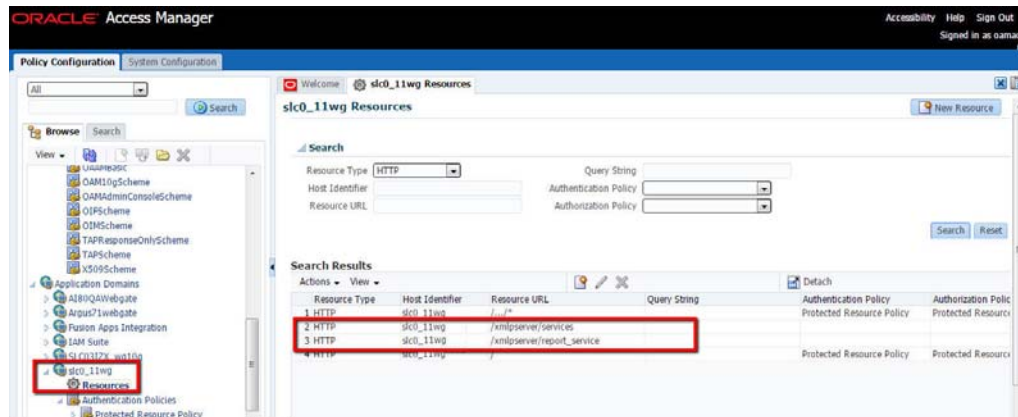 ORACLE Access Manager
Accessibility Help Sign Out
Signed in as
Policy Configuration System Configuration
All
Search
Browse Search
View
OAM10gScheme
OAMAdminConsoleScheme
OIFScheme
OIMScheme
TAPResponseOnlyScheme
TAPScheme
X509Scheme
Application Domains
AI80QAWebgate
Argus71webgate
Fusion Apps Integration
IAM Suite
slc0_11wg
Resources
Authentication Policies
Protected Resource Policy
Welcome slc0_11wg Resources
slc0_11wg Resources
New Resource
Search
Resource Type HTTP Query String
Host Identifier Authentication Policy
Resource URL Authorization Policy
Search Reset
Search Results
Actions View Detach
Resource Type Host Identifier Resource URL Query String Authentication Policy Authorization Polic
1 HTTP slc0_11wg /.../* Protected Resource Policy Protected Resource
2 HTTP slc0_11wg /xmlpserver/services
3 HTTP slc0_11wg /xmlpserver/report_service
4 HTTP slc0_11wg / Protected Resource Policy Protected Resource